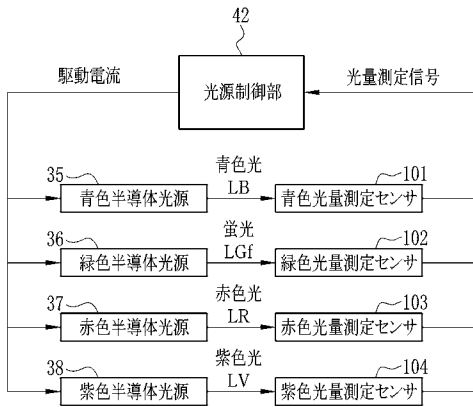 42
駆動電流
光源制御部
光量測定信号
35
青色光
LB
101
青色半導体光源
青色光量測定センサ
36
蛍光
LGf
102
緑色半導体光源
緑色光量測定センサ
37
赤色光
LR
103
赤色半導体光源
赤色光量測定センサ
38
紫色光
LV
104
紫色半導体光源
紫色光量測定センサ